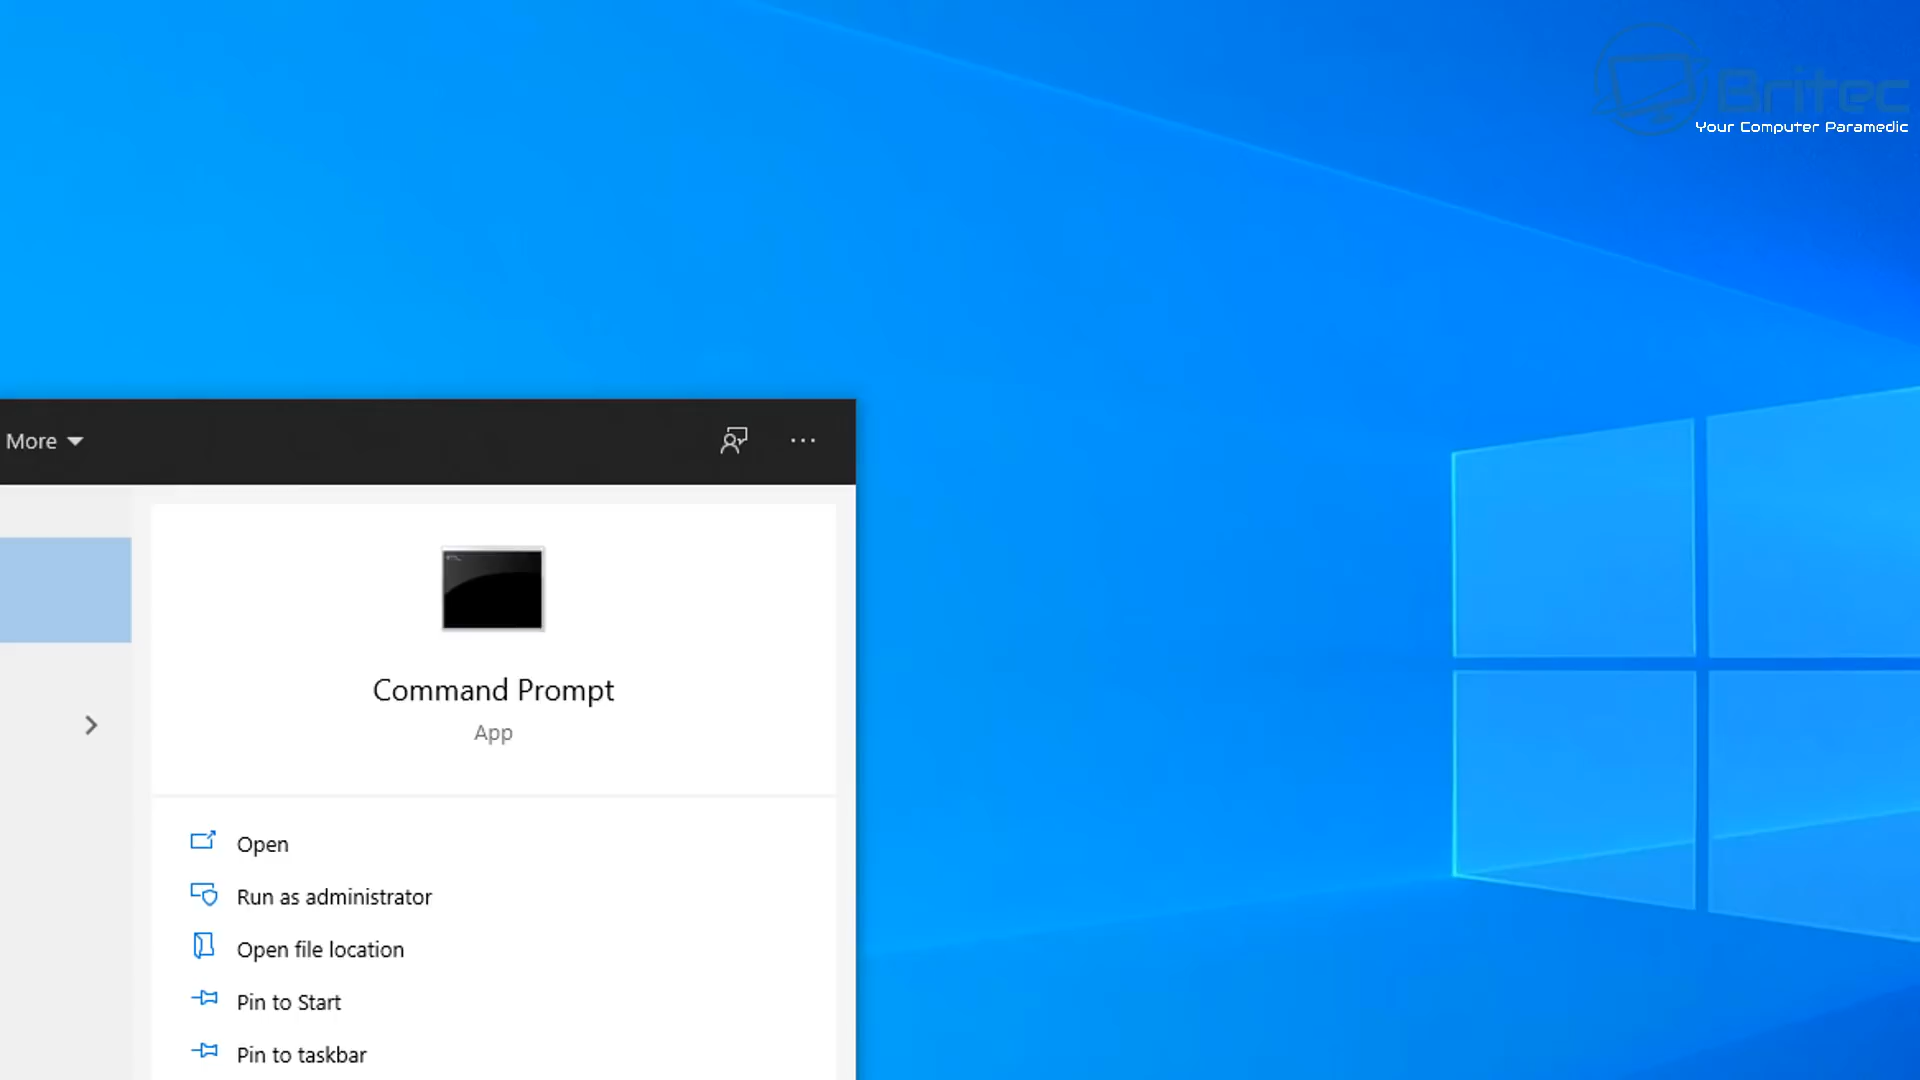 Britec
Your Computer Paramedic
More
Command Prompt
App
Open
Run as administrator
Open file location
Pin to Start
Pin to taskbar